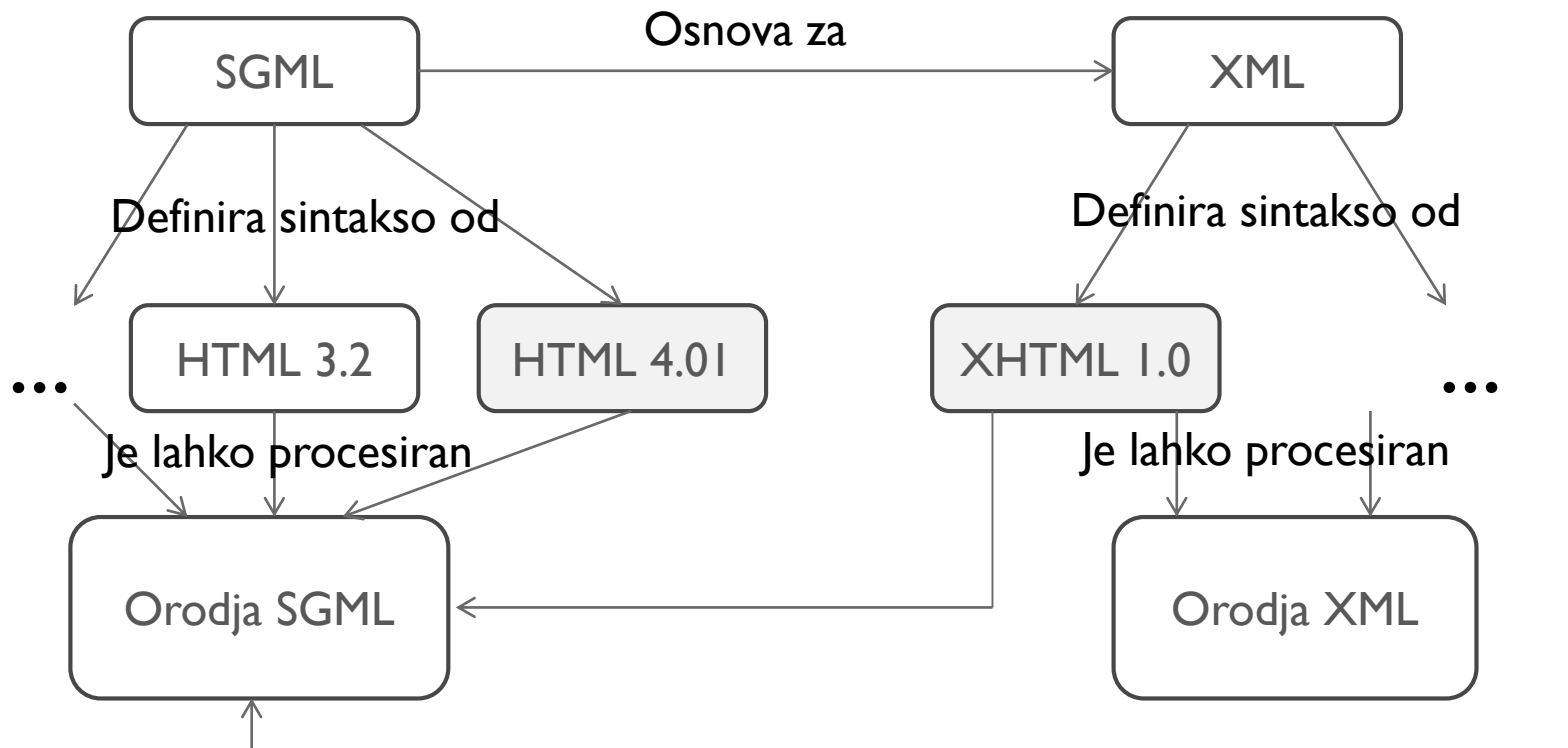 Osnova za
SGML
XML
Definira sintakso od
Definira sintakso od
HTML 3.2
HTML 4.01
XHTML 1.0
...
...
Je lahko procesiran
Je lahko procesiran
Orodja SGML
Orodja XML